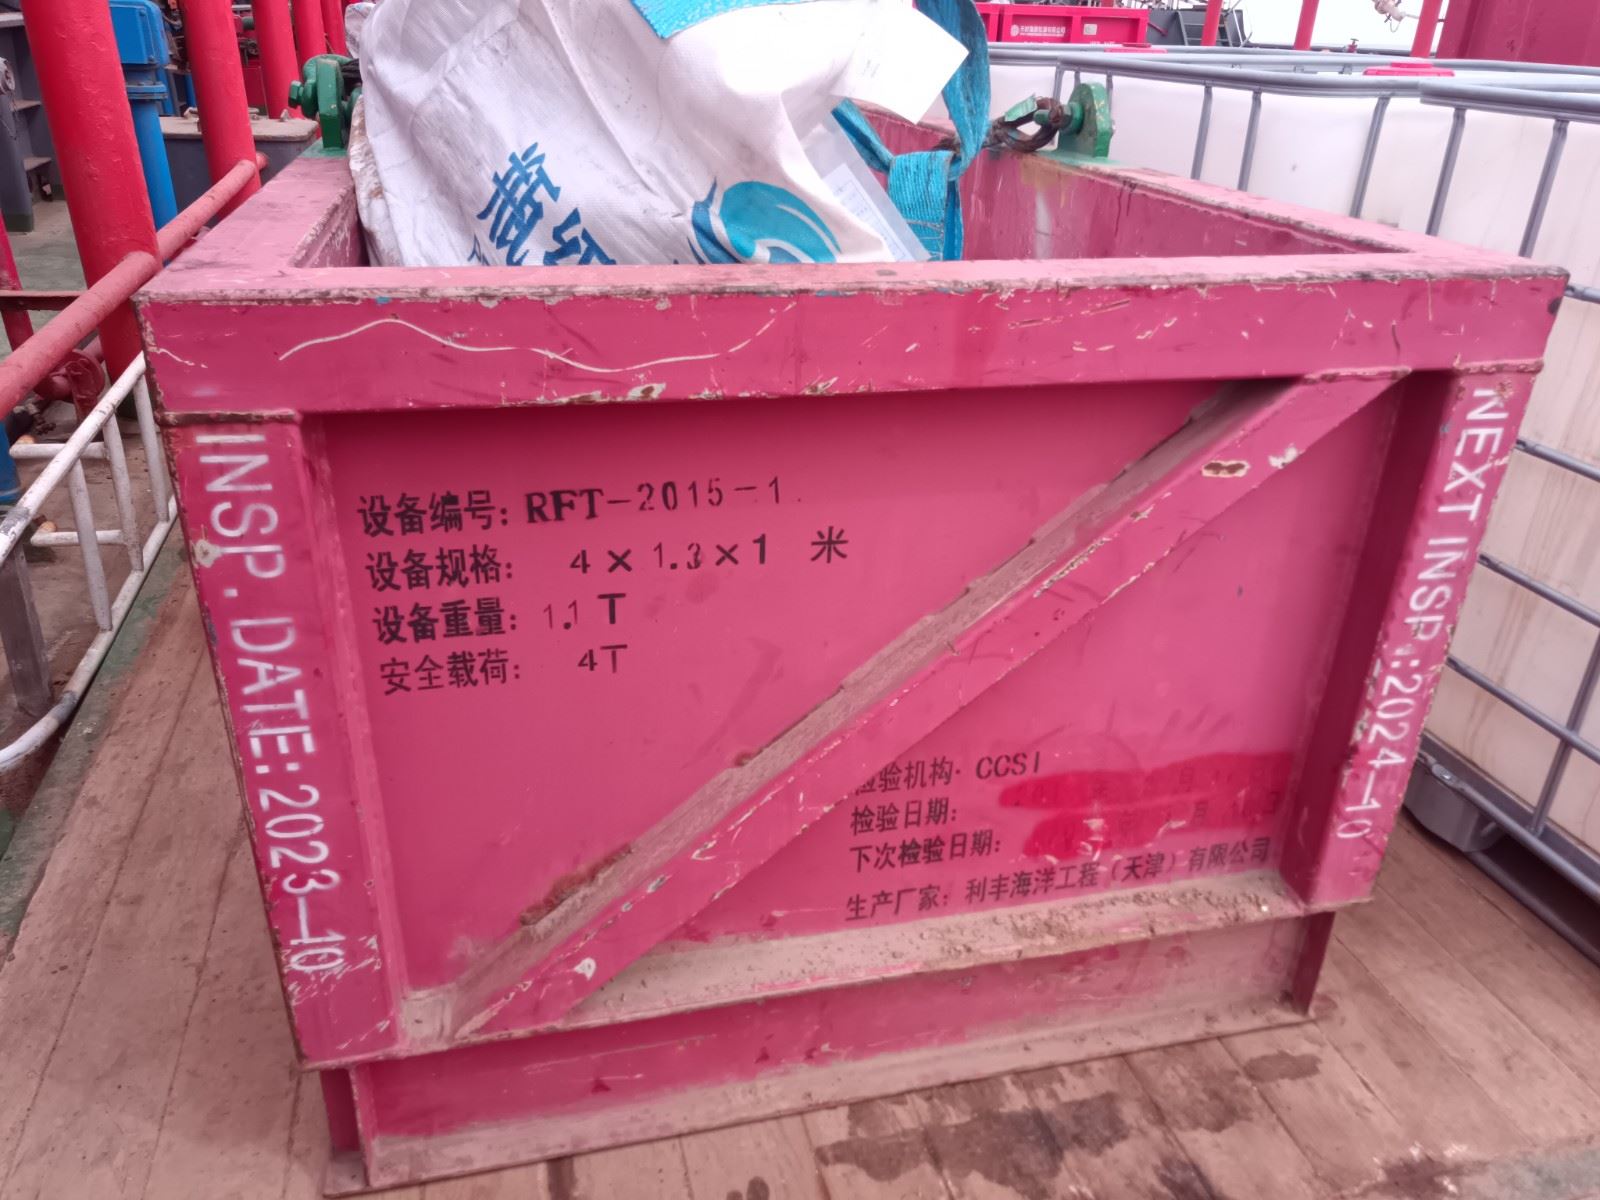 INSP. DATE:2023-10
设备编号: RFT-2015-1
设备规格: 4×1.3×1 米
设备重量: 1.1 T
安全载荷: 4T
检验机构: CCSI
检验日期:
下次检验日期:
生产厂家: 利丰海洋工程（天津）有限公司
NEXT INSP.:2024-10